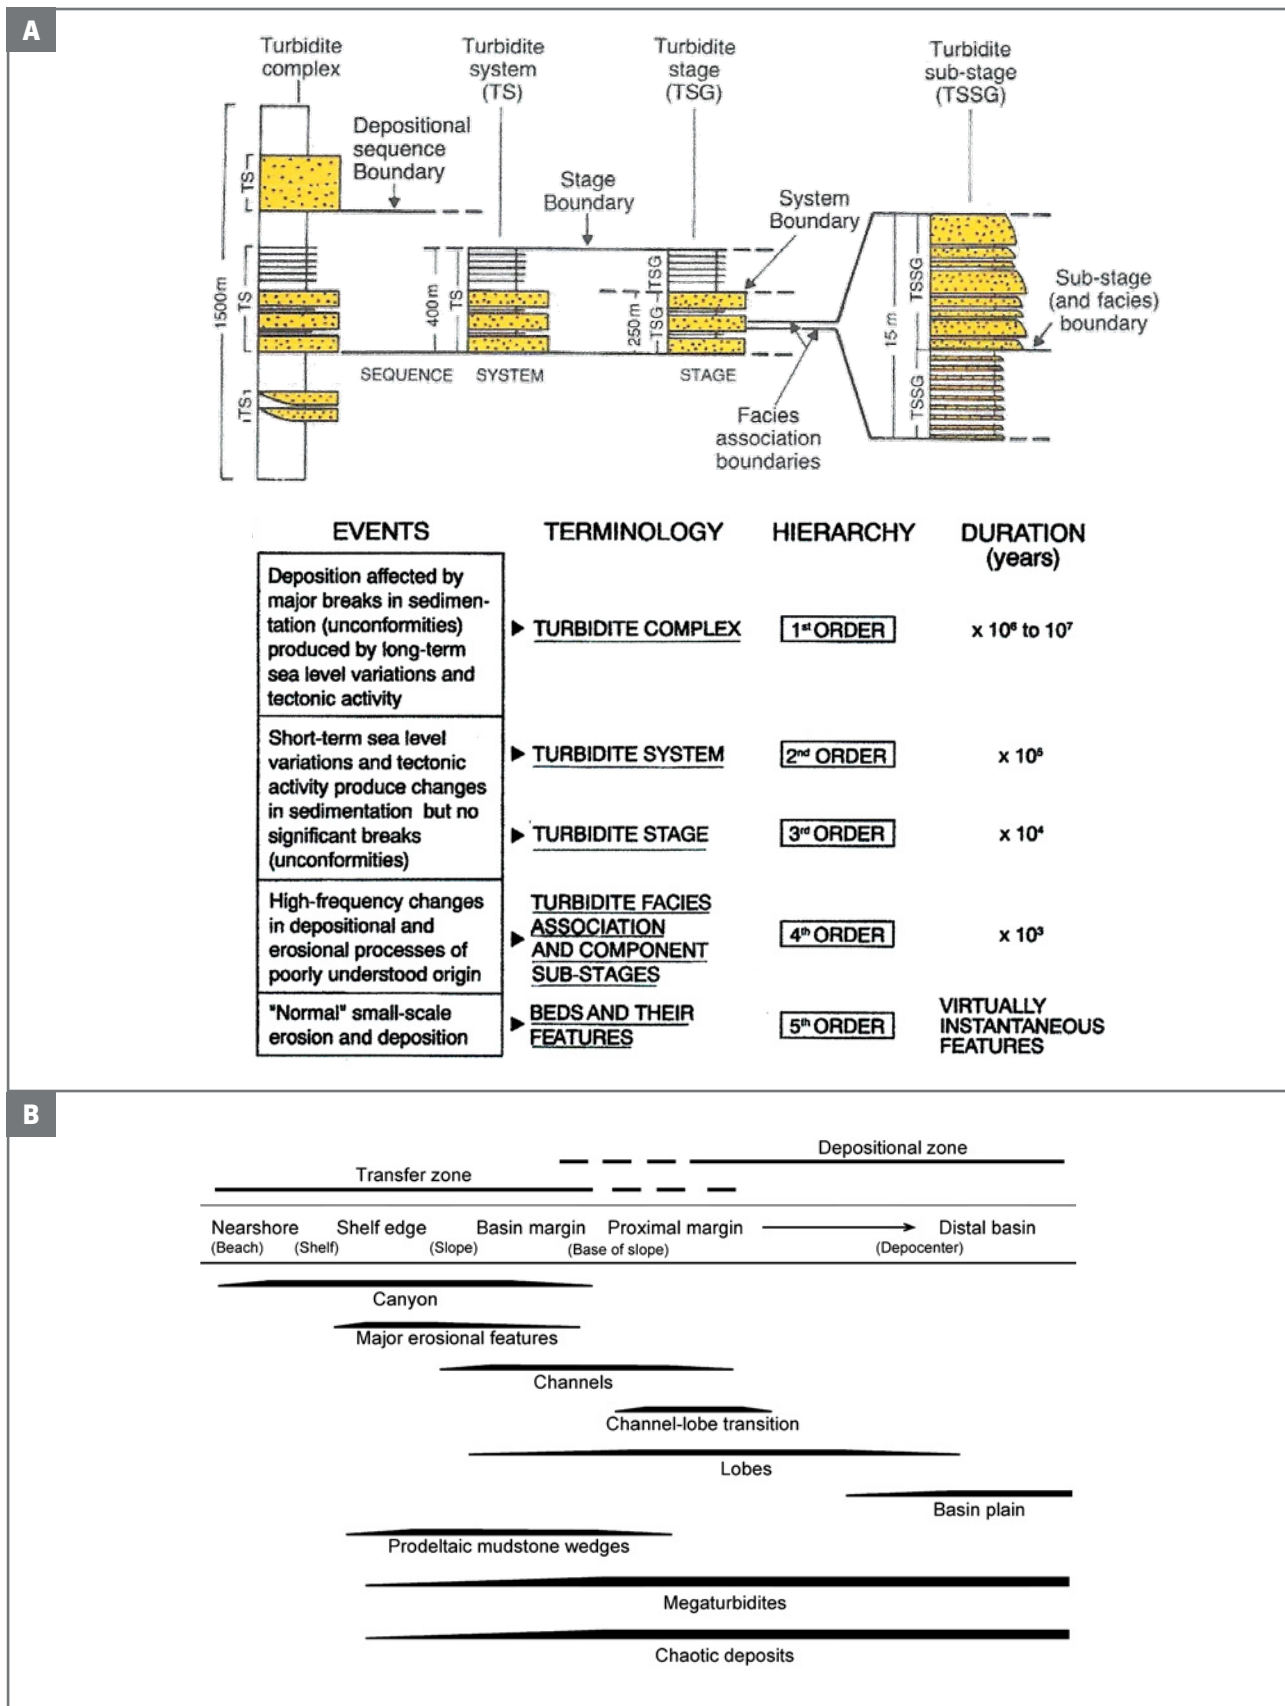 A
Turbidite
complex
Turbidite
system
(TS)
Turbidite
stage
(TSG)
Turbidite
sub-stage
(TSSG)
Depositional
sequence
Boundary
Stage
Boundary
System
Boundary
Sub-stage
(and facies)
boundary
1500m
TS
TS
TS
400m
TS
250m
TSG
TSG
15 m
TSSG
TSSG
SEQUENCE
SYSTEM
STAGE
Facies
association
boundaries
EVENTS
TERMINOLOGY
HIERARCHY
DURATION
(years)
Deposition affected by
major breaks in sedimen-
tation (unconformities)
produced by long-term
sea level variations and
tectonic activity
TURBIDITE COMPLEX
1st ORDER
x 10⁶ to 10⁷
Short-term sea level
variations and tectonic
activity produce changes
in sedimentation but no
significant breaks
(unconformities)
TURBIDITE SYSTEM
2nd ORDER
x 10⁵
TURBIDITE STAGE
3rd ORDER
x 10⁴
High-frequency changes
in depositional and
erosional processes of
poorly understood origin
TURBIDITE FACIES
ASSOCIATION
AND COMPONENT
SUB-STAGES
4th ORDER
x 10³
"Normal" small-scale
erosion and deposition
BEDS AND THEIR
FEATURES
5th ORDER
VIRTUALLY
INSTANTANEOUS
FEATURES
B
Depositional zone
Transfer zone
Nearshore Shelf edge Basin margin Proximal margin Distal basin
(Beach) (Shelf) (Slope) (Base of slope) (Depocenter)
Canyon
Major erosional features
Channels
Channel-lobe transition
Lobes
Basin plain
Prodeltaic mudstone wedges
Megaturbidites
Chaotic deposits